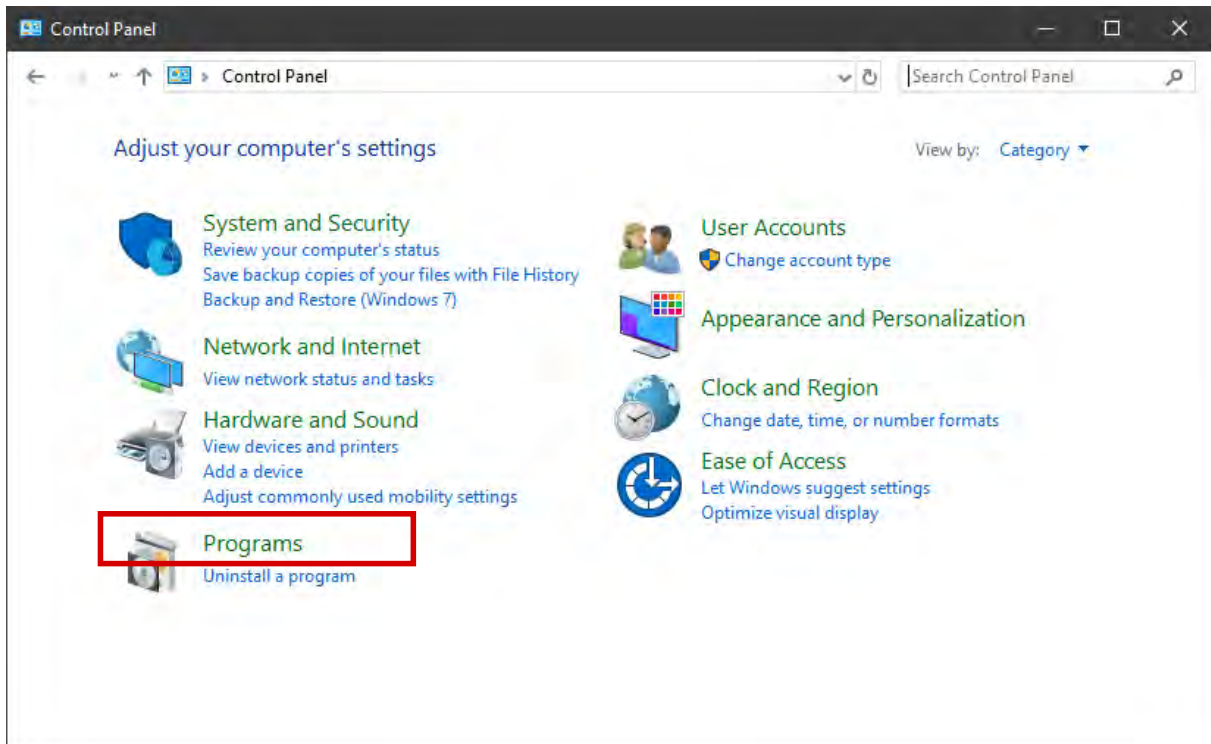 Control Panel
Control Panel
Search Control Panel
Adjust your computer's settings
View by: Category
System and Security
Review your computer's status
Save backup copies of your files with File History
Backup and Restore (Windows 7)
Network and Internet
View network status and tasks
Hardware and Sound
View devices and printers
Add a device
Adjust commonly used mobility settings
Programs
Uninstall a program
User Accounts
Change account type
Appearance and Personalization
Clock and Region
Change date, time, or number formats
Ease of Access
Let Windows suggest settings
Optimize visual display